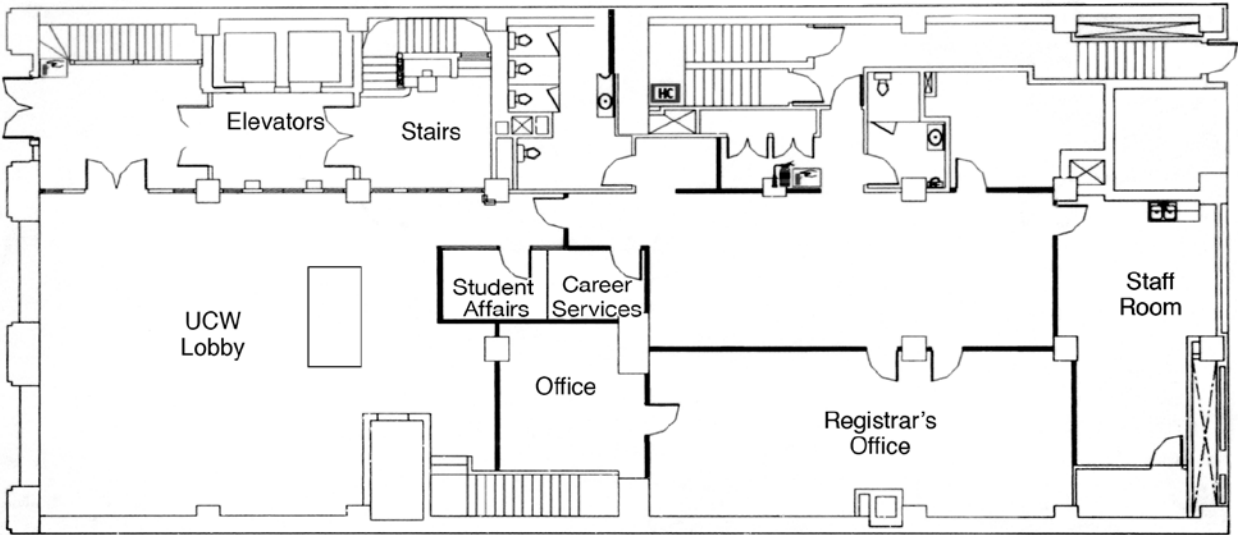 Elevators
Stairs
HC
Student
Affairs
Career
Services
UCW
Lobby
Staff
Room
Office
Registrar's
Office